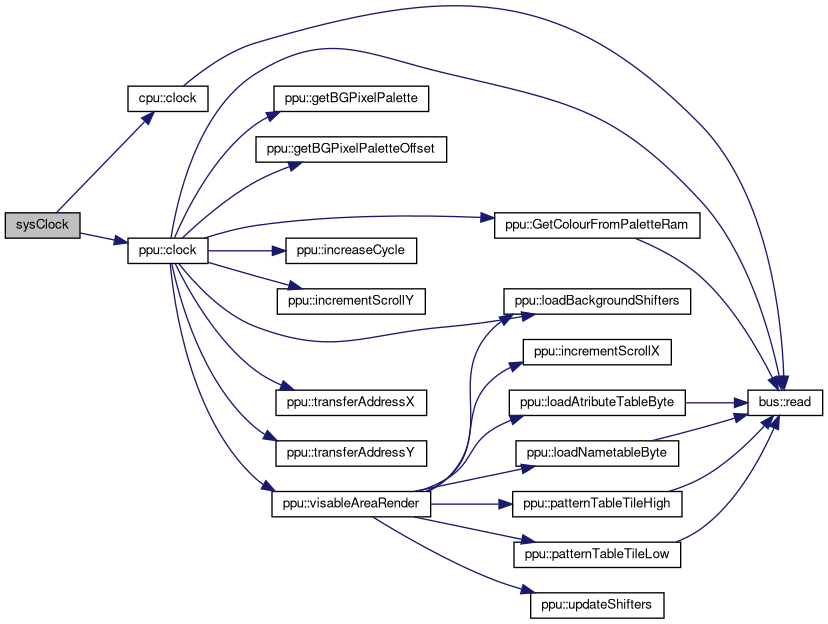 cpu::clock
ppu::getBGPixelPalette
ppu::getBGPixelPaletteOffset
sysClock
ppu::GetColourFromPaletteRam
ppu::clock
ppu::increaseCycle
ppu::incrementScrollY
ppu::loadBackgroundShifters
ppu::incrementScrollX
ppu::transferAddressX
ppu::loadAtributeTableByte
bus::read
ppu::transferAddressY
ppu::loadNametableByte
ppu::visableAreaRender
ppu::patternTableTileHigh
ppu::patternTableTileLow
ppu::updateShifters